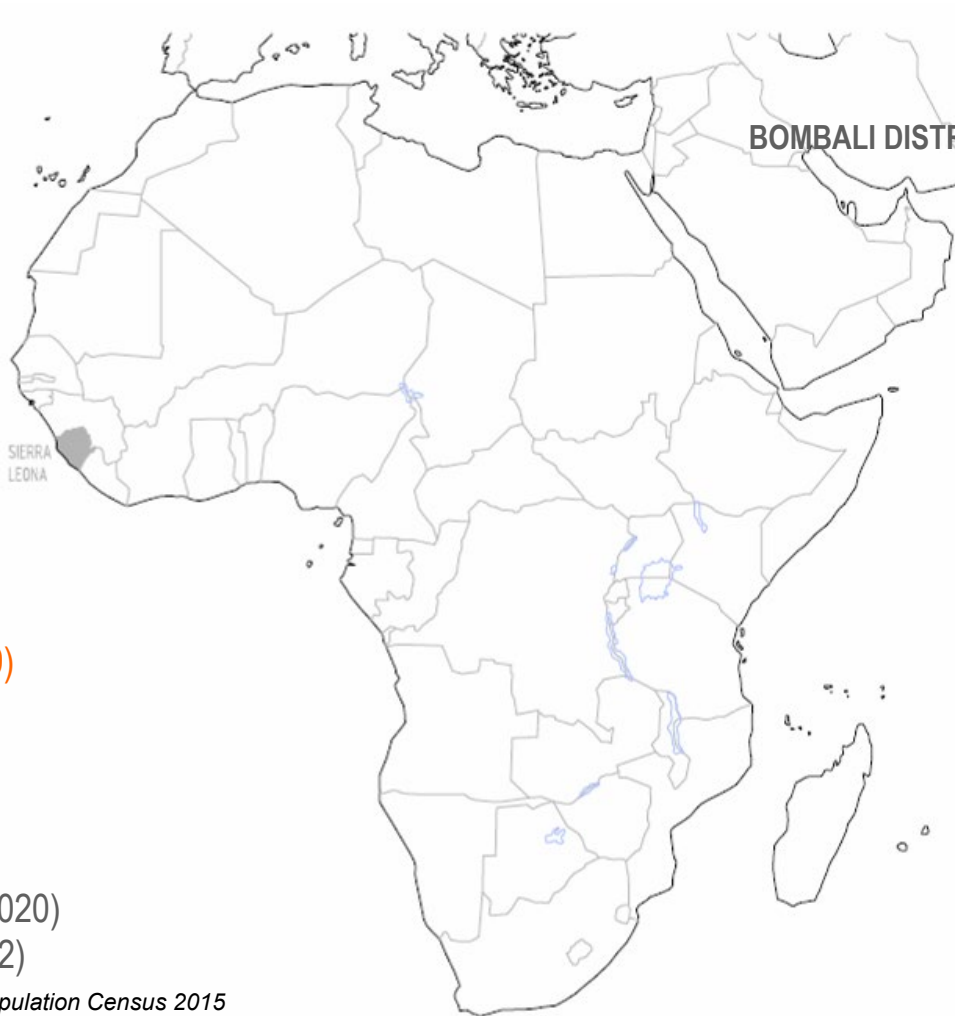 BOMBALI DISTR
SIERRA
LEONA
)
020)
2)
pulation Census 2015